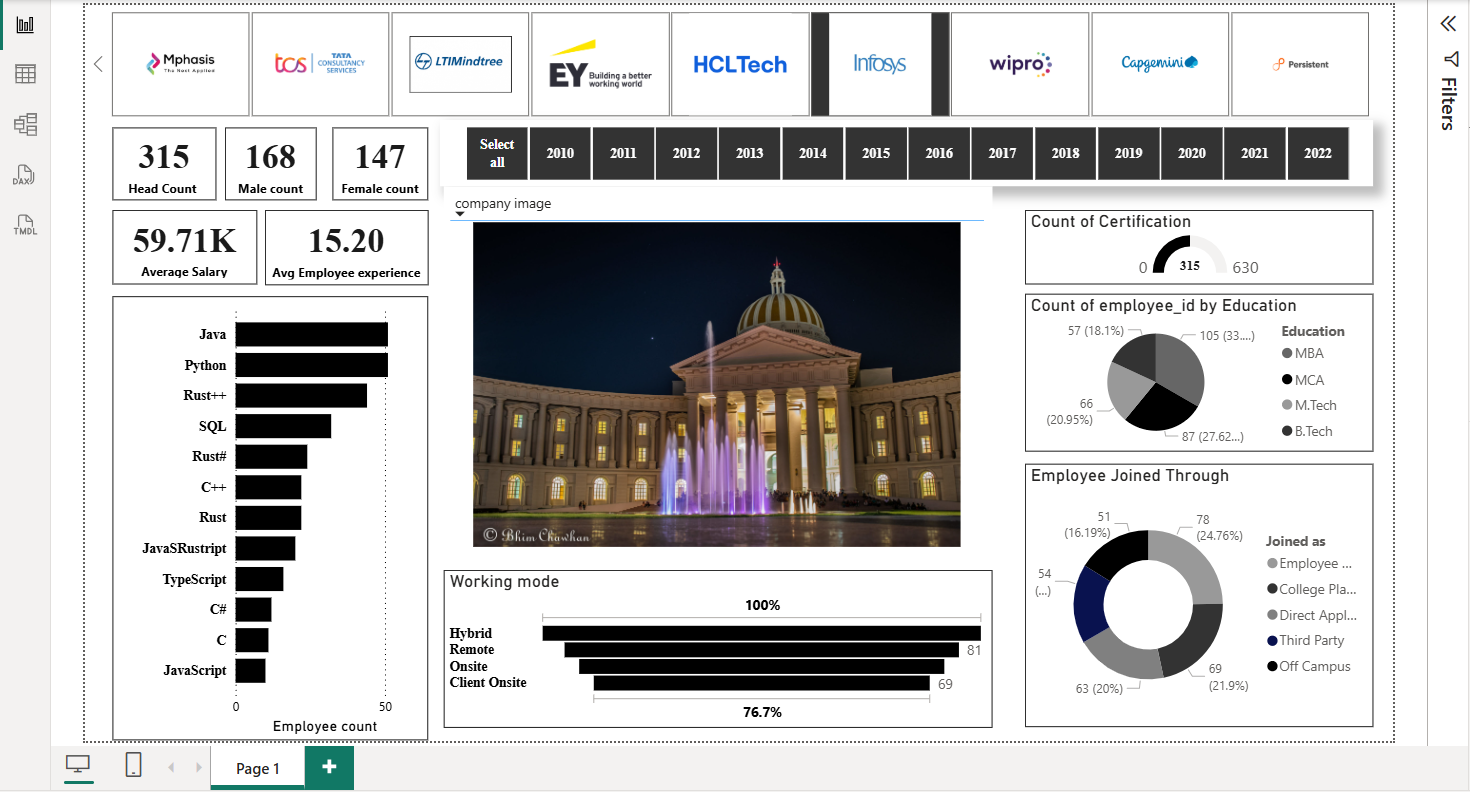 Mphasis
The Next Applied
tcs
TATA
CONSULTANCY
SERVICES
LTIMindtree
EY
Building a better
working world
HCLTech
Infosys
wipro
Capgemini
Persistent
Filters
315
Head Count
168
Male count
147
Female count
Select
all
2010
2011
2012
2013
2014
2015
2016
2017
2018
2019
2020
2021
2022
59.71K
Average Salary
15.20
Avg Employee experience
company image
© Bhim Chawhan
Java
Python
Rust++
SQL
Rust#
C++
Rust
JavaSRustript
TypeScript
C#
C
JavaScript
0
50
Employee count
Working mode
100%
Hybrid
Remote
81
Onsite
Client Onsite
69
76.7%
Count of Certification
0
315
630
Count of employee_id by Education
57 (18.1%)
105 (33....)
66
(20.95%)
87 (27.62...)
Education
MBA
MCA
M.Tech
B.Tech
Employee Joined Through
51
(16.19%)
78
(24.76%)
54
(...)
63 (20%)
69
(21.9%)
Joined as
Employee ...
College Pla...
Direct Appl...
Third Party
Off Campus
DAX
TMDL
Page 1